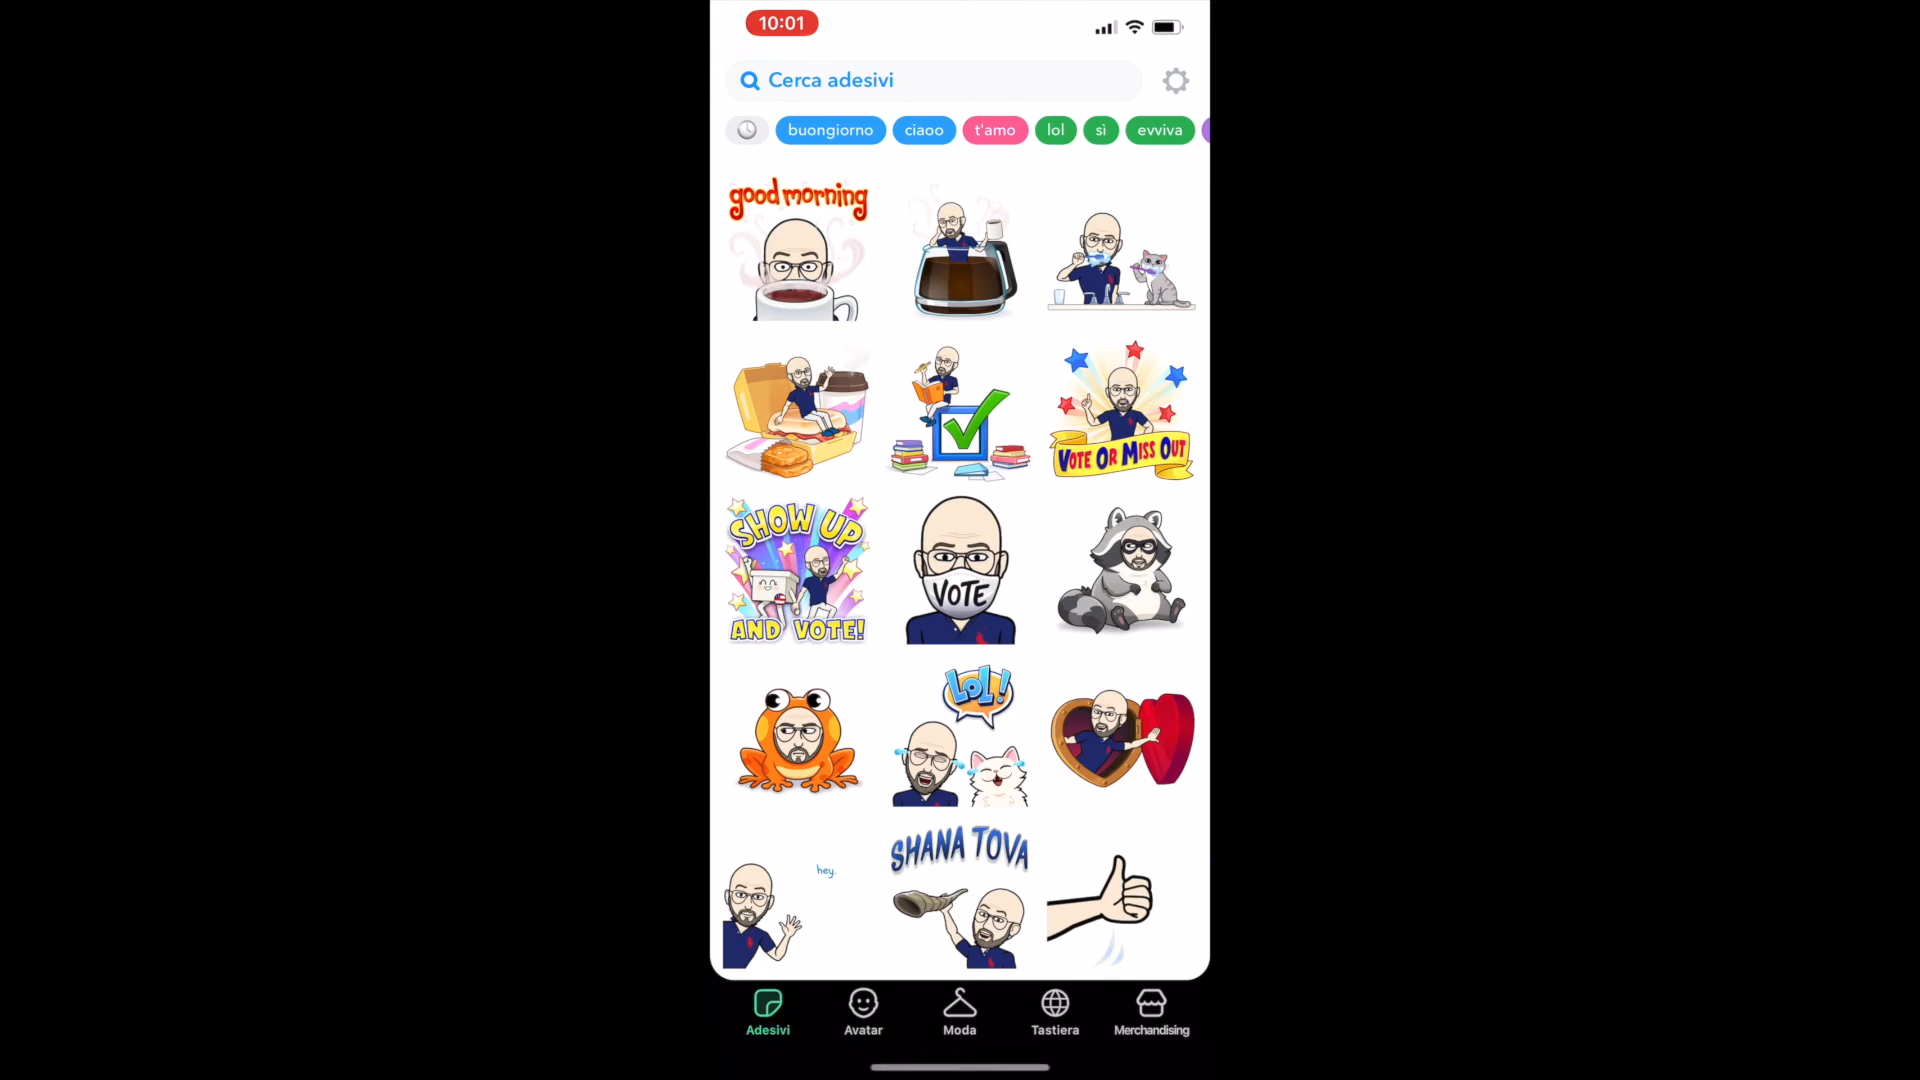 10:01
Cerca adesivi
buongiorno ciaoo t'amo lol sì evviva
good morning
VOTE OR MISS OUT
SHOW UP
AND VOTE!
VOTE
LOL!
hey.
SHANA TOVA
Adesivi Avatar Moda Tastiera Merchandising